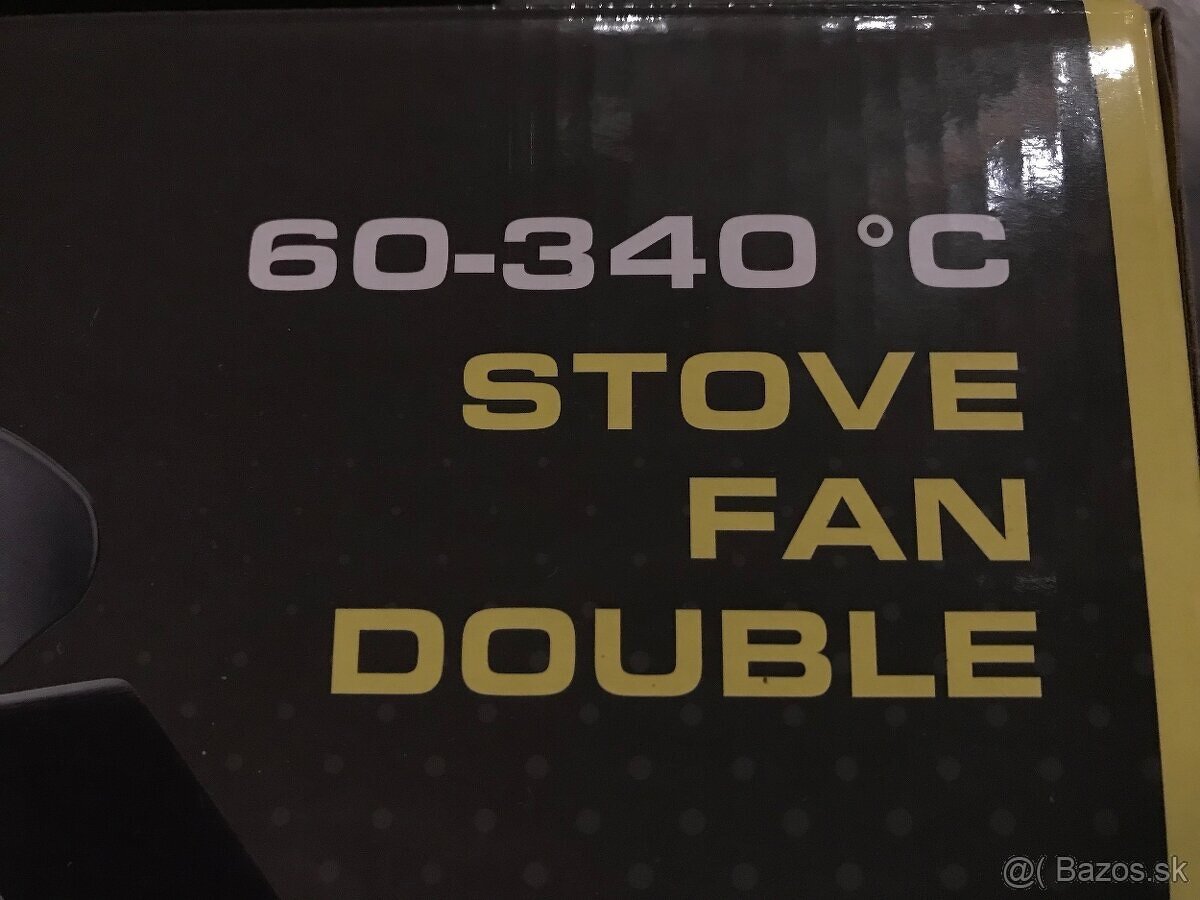 60-340 °C
STOVE
FAN
DOUBLE
@( Bazos.sk